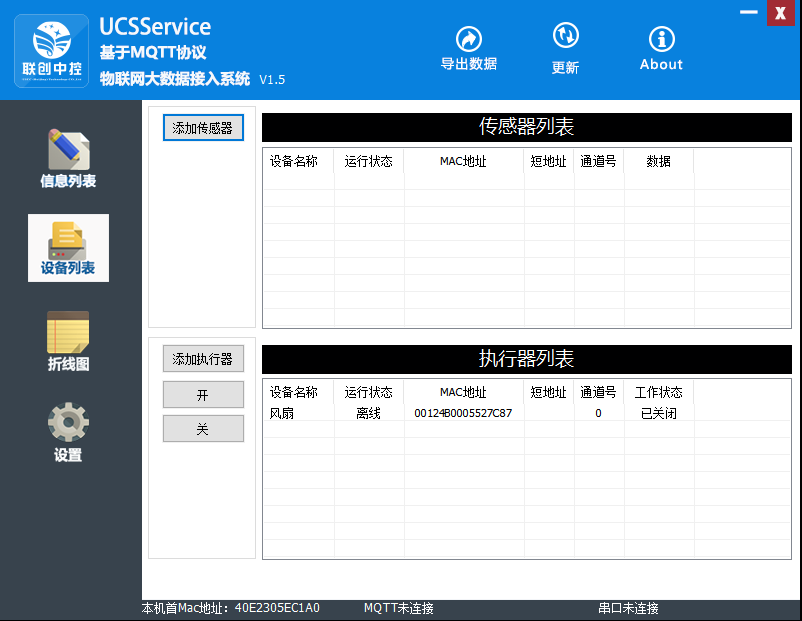 UCSService
基于MQTT协议
物联网大数据接入系统 V1.5
联创中控
导出数据
更新
About
信息列表
设备列表
折线图
设置
添加传感器
传感器列表
设备名称 运行状态 MAC地址 短地址 通道号 数据
添加执行器
开
关
执行器列表
设备名称 运行状态 MAC地址 短地址 通道号 工作状态
风扇 离线 00124B0005527C87 0 已关闭
本机首Mac地址: 40E2305EC1A0 MQTT未连接 串口未连接